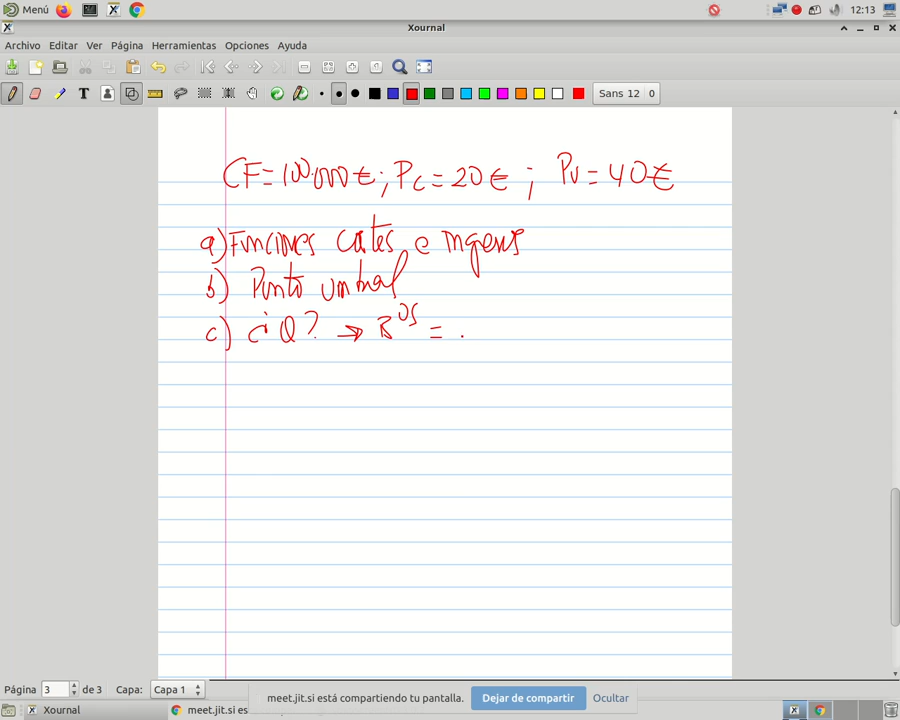 Menú
12:13
Xournal
Archivo Editar Ver Página Herramientas Opciones Ayuda
Sans 12 0
CF=100.000€; Pc=20€; Pv=40€
a) Funciones costes e ingresos
b) Punto umbral
c) ¿Q? → Bºs = .
Página 3 de 3 Capa: Capa 1
meet.jit.si está compartiendo tu pantalla. Dejar de compartir Ocultar
Xournal meet.jit.si es